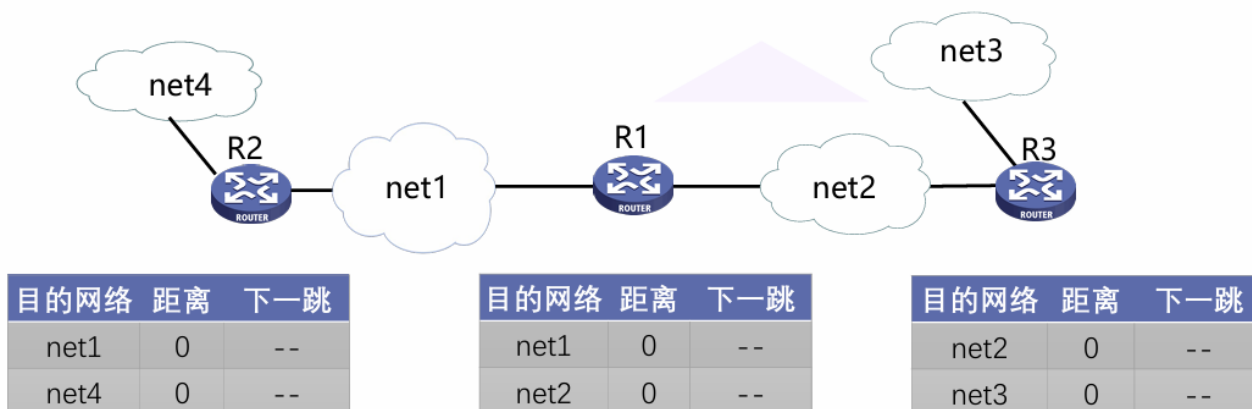 net4
net3
R2
R1
R3
net1
net2
ROUTER
ROUTER
ROUTER
目的网络 距离 下一跳
net1 0 --
net4 0 --
目的网络 距离 下一跳
net1 0 --
net2 0 --
目的网络 距离 下一跳
net2 0 --
net3 0 --